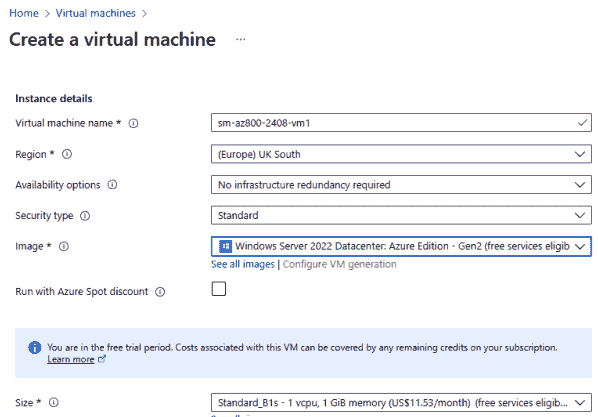 Home > Virtual machines >
Create a virtual machine ...
Instance details
Virtual machine name *
sm-az800-2408-vm1
Region *
(Europe) UK South
Availability options
No infrastructure redundancy required
Security type
Standard
Image *
Windows Server 2022 Datacenter: Azure Edition - Gen2 (free services eligib
See all images | Configure VM generation
Run with Azure Spot discount
You are in the free trial period. Costs associated with this VM can be covered by any remaining credits on your subscription.
Learn more
Size *
Standard_B1s - 1 vcpu, 1 GiB memory (US$11.53/month) (free services eligib...